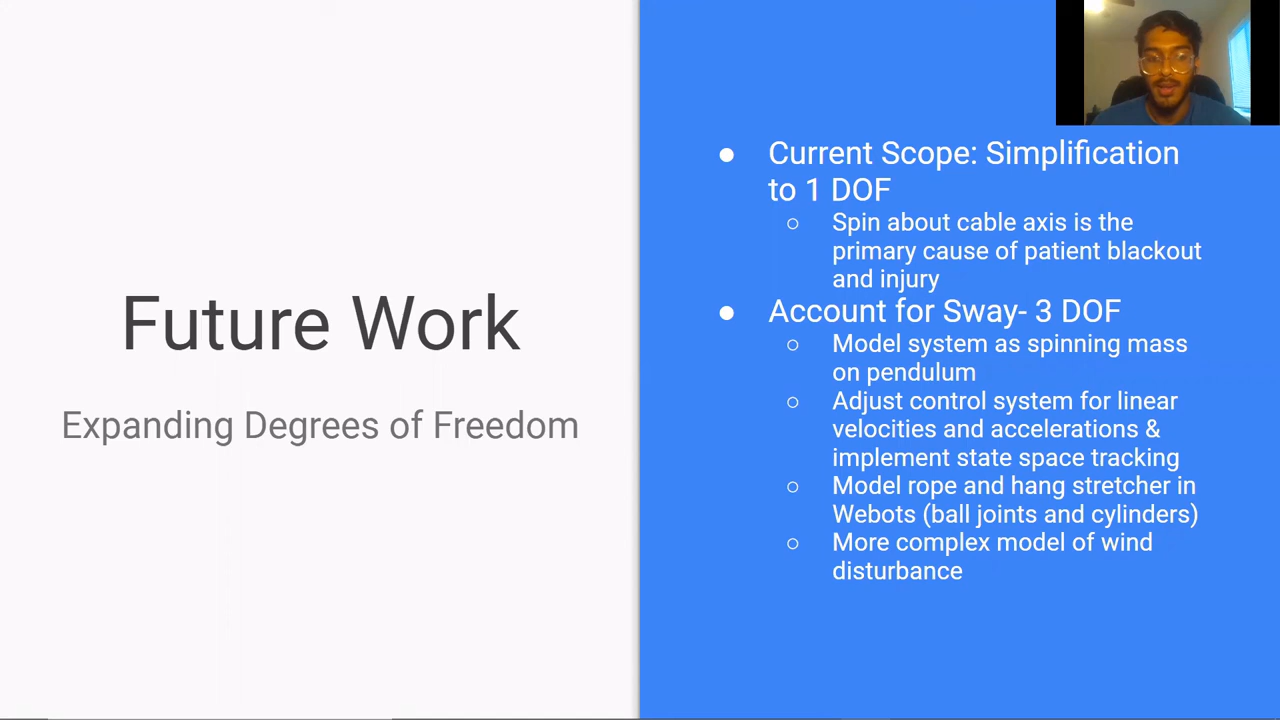 Future Work
Expanding Degrees of Freedom
● Current Scope: Simplification
to 1 DOF
○ Spin about cable axis is the
primary cause of patient blackout
and injury
● Account for Sway- 3 DOF
○ Model system as spinning mass
on pendulum
○ Adjust control system for linear
velocities and accelerations &
implement state space tracking
○ Model rope and hang stretcher in
Webots (ball joints and cylinders)
○ More complex model of wind
disturbance